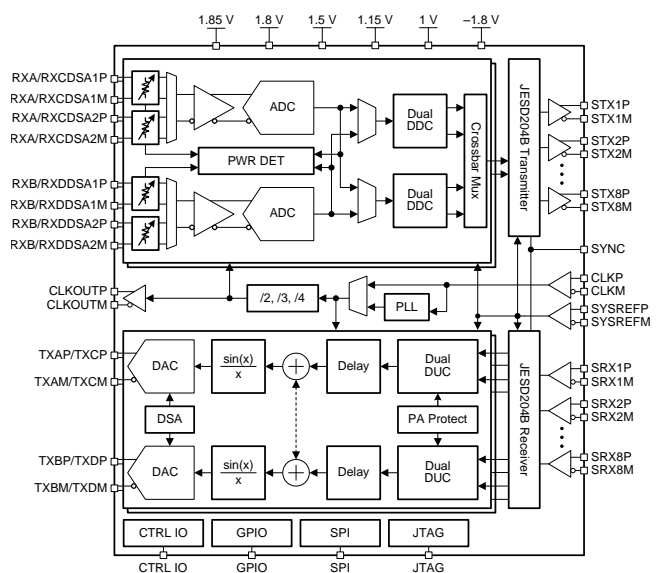 1.85 V
1.8 V
1.5 V
1.15 V
1 V
–1.8 V
RXA/RXCDSA1P
RXA/RXCDSA1M
RXA/RXCDSA2P
RXA/RXCDSA2M
RXB/RXDDSA1P
RXB/RXDDSA1M
RXB/RXDDSA2P
RXB/RXDDSA2M
ADC
PWR DET
ADC
Dual
DDC
Dual
DDC
Crossbar Mux
JESD204B Transmitter
STX1P
STX1M
STX2P
STX2M
STX8P
STX8M
SYNC
CLKOUTP
CLKOUTM
/2, /3, /4
PLL
CLKP
CLKM
SYSREFP
SYSREFM
TXAP/TXCP
TXAM/TXCM
DAC
sin(x)
x
Delay
Dual
DUC
DSA
PA Protect
TXBP/TXDP
TXBM/TXDM
DAC
sin(x)
x
Delay
Dual
DUC
JESD204B Receiver
SRX1P
SRX1M
SRX2P
SRX2M
SRX8P
SRX8M
CTRL IO
GPIO
SPI
JTAG
CTRL IO
GPIO
SPI
JTAG